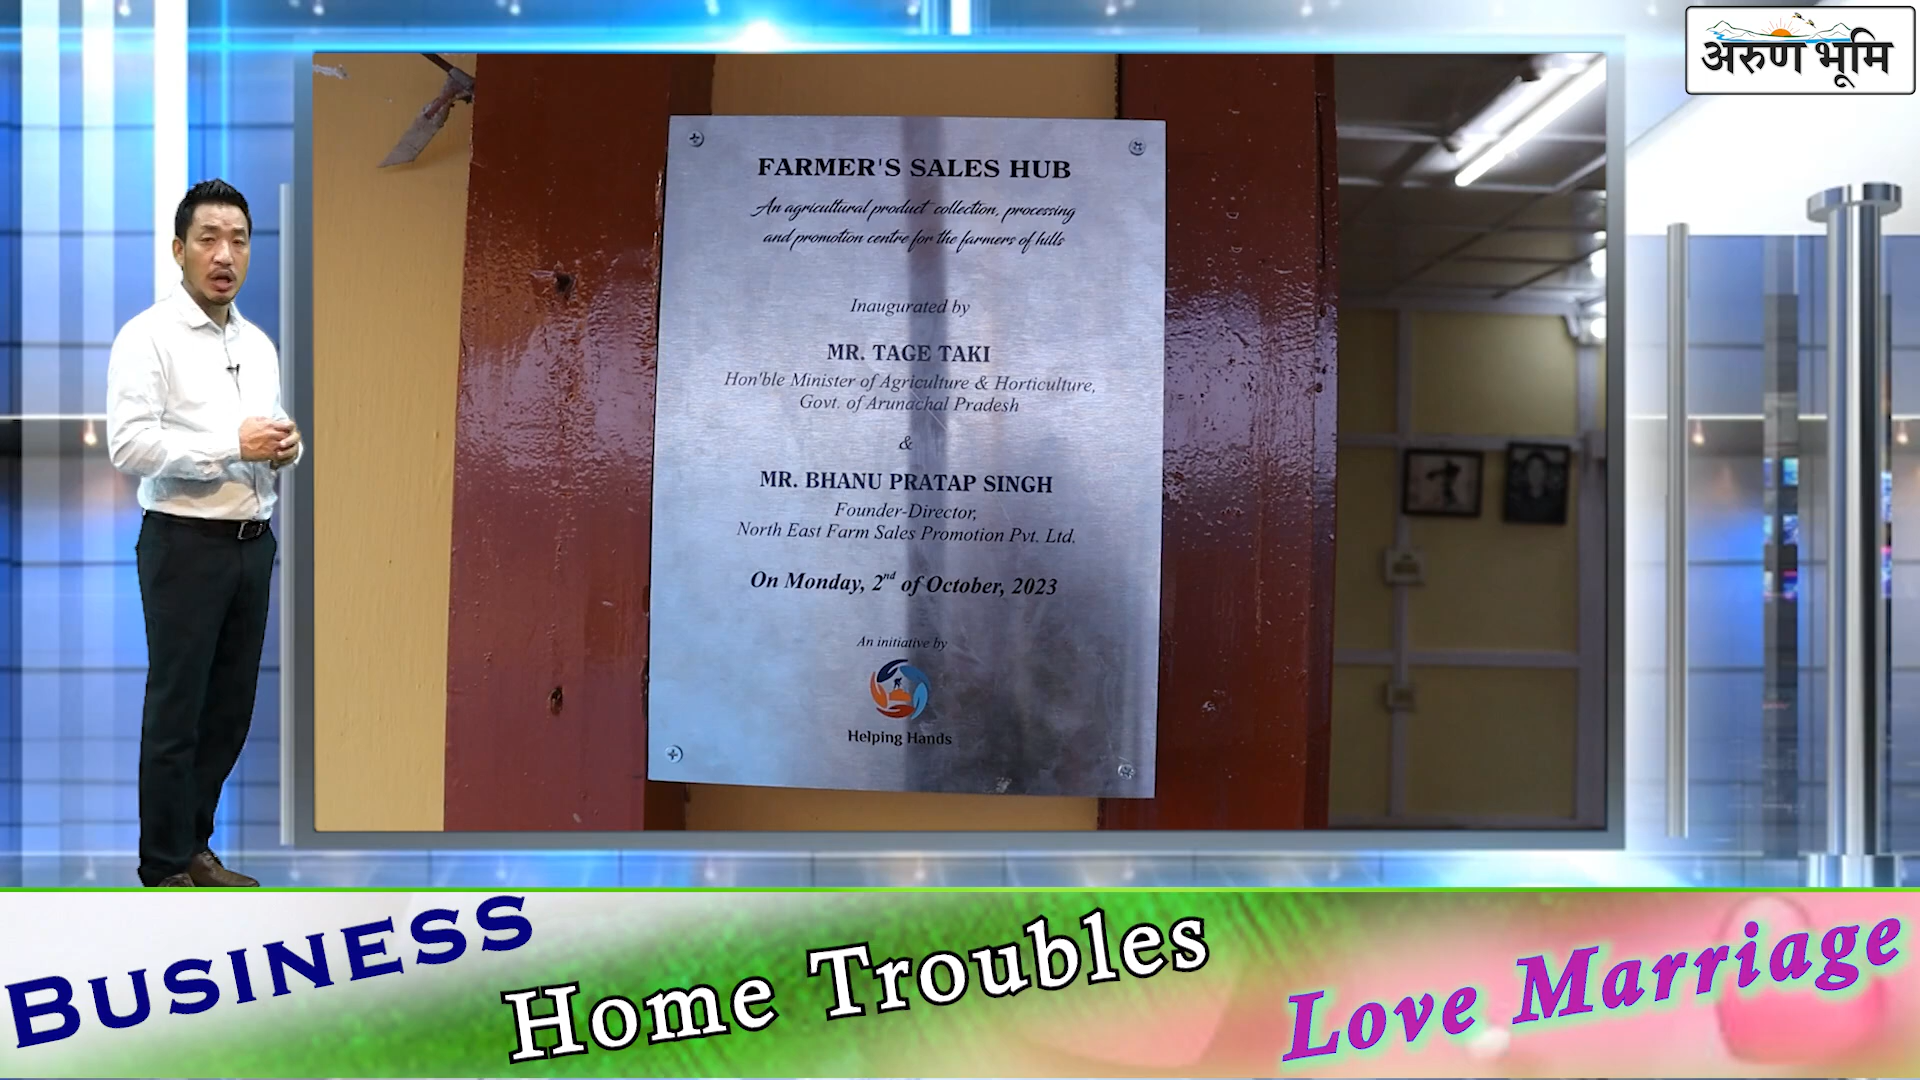 अरुण भूमि
FARMER'S SALES HUB
An agricultural product collection, processing
and promotion centre for the farmers of hills
Inaugurated by
MR. TAGE TAKI
Hon'ble Minister of Agriculture & Horticulture,
Govt. of Arunachal Pradesh
&
MR. BHANU PRATAP SINGH
Founder-Director,
North East Farm Sales Promotion Pvt. Ltd.
On Monday, 2nd of October, 2023
An initiative by
Helping Hands
BUSINESS
Home Troubles
Love Marriage